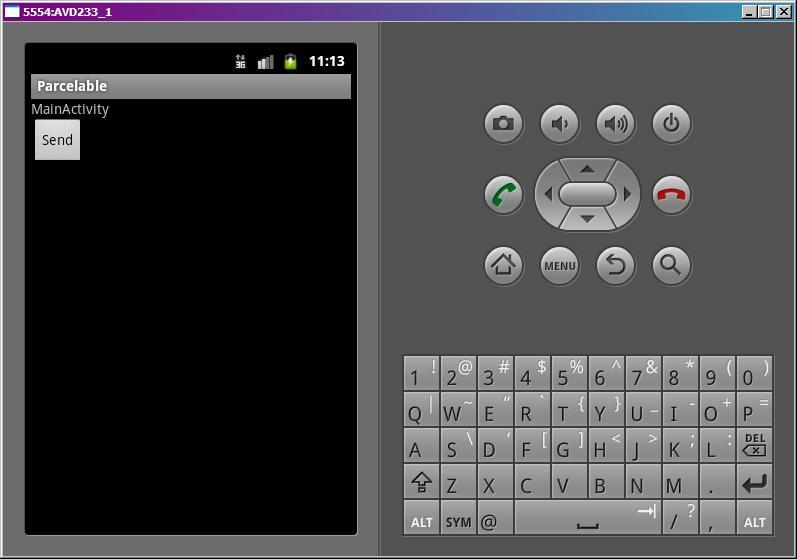 5554:AVD233_1
3G 11:13
Parcelable
MainActivity
Send
MENU
1 ! 2 @ 3 # 4 $ 5 % 6 ^ 7 & 8 * 9 ( 0 )
Q | W ~ E “ R ` T { Y } U _ I - O + P =
A S \ D ‘ F [ G ] H < J > K ; L : DEL
Z X C V B N M .
ALT SYM @ / ? , ALT